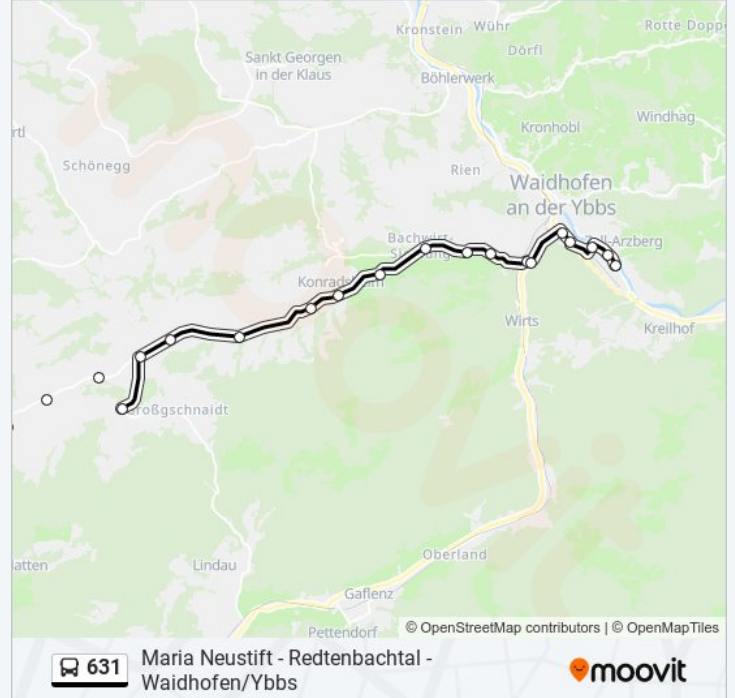 Kronstein
Wühr
Rotte Dopp
Sankt Georgen
in der Klaus
Dörfl
Böhlerwerk
Windhag
rtl
Kronhobl
Schönegg
Rien
Waidhofen
an der Ybbs
Bachwirt-
Zell-Arzberg
Konradsheim
Wirts
Kreilhof
Großgschnaidt
Oberland
atten
Lindau
Gaflenz
Pettendorf
© OpenStreetMap contributors | © OpenMapTiles
631
Maria Neustift - Redtenbachtal -
Waidhofen/Ybbs
moovit